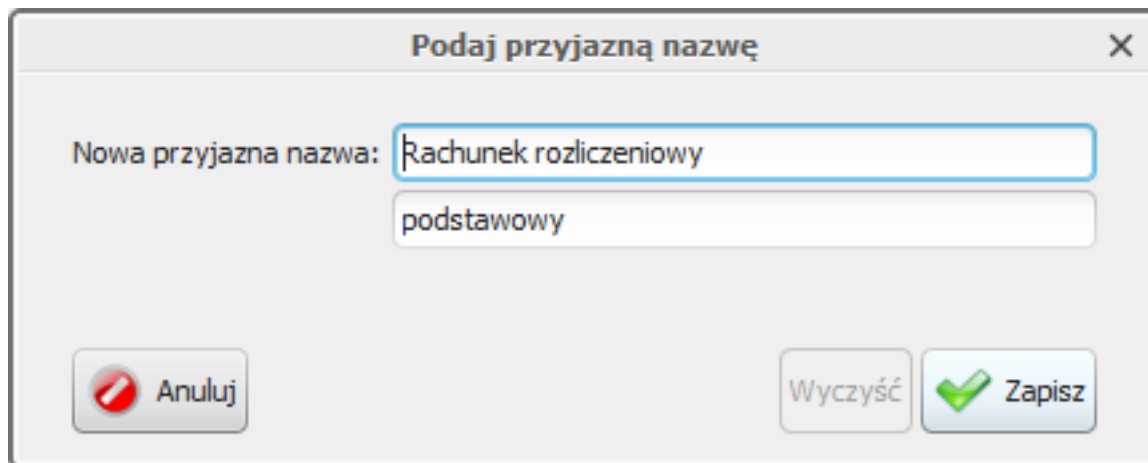 Podaj przyjazną nazwę
Nowa przyjazna nazwa: Rachunek rozliczeniowy
podstawowy
Anuluj Wyczyść Zapisz